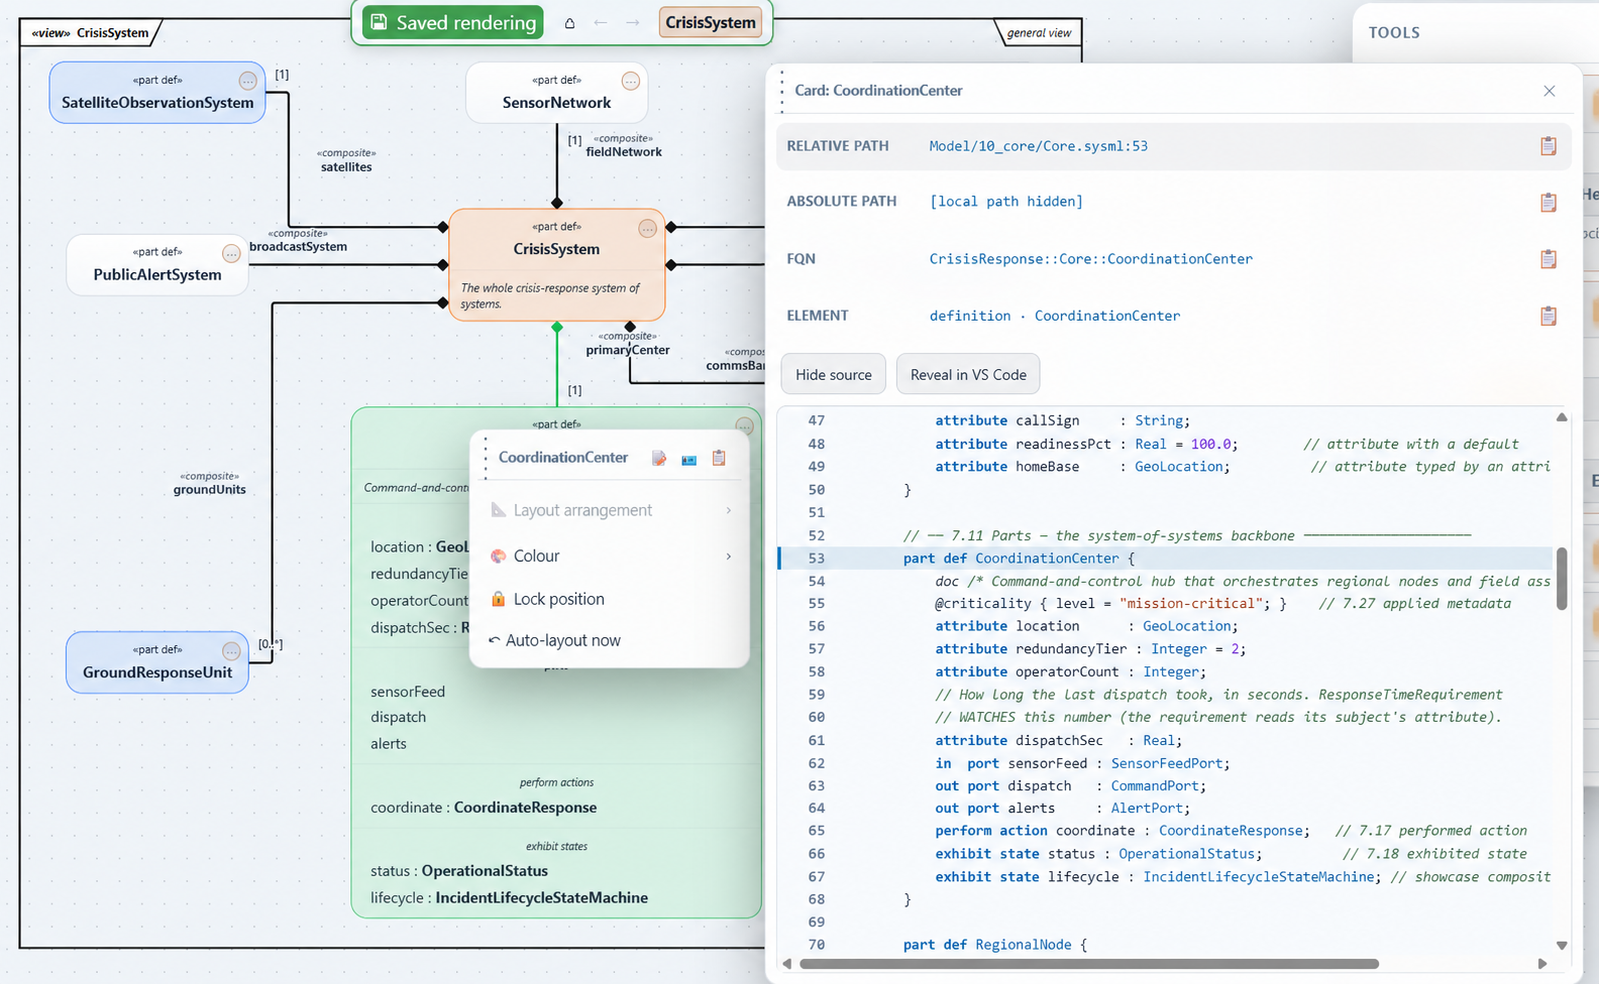 «view» CrisisSystem
Saved rendering
CrisisSystem
general view
TOOLS
«part def»
SatelliteObservationSystem
[1]
«part def»
SensorNetwork
[1]
«composite»
fieldNetwork
«composite»
satellites
«part def»
PublicAlertSystem
«composite»
broadcastSystem
«part def»
CrisisSystem
The whole crisis-response system of
systems.
«composite»
primaryCenter
[1]
«compo
commsBa
«composite»
groundUnits
«part def»
GroundResponseUnit
«part def»
Command-and-cont
location : GeoL
redundancyTie
operatorCount
dispatchSec : R
sensorFeed
dispatch
alerts
perform actions
coordinate : CoordinateResponse
exhibit states
status : OperationalStatus
lifecycle : IncidentLifecycleStateMachine
CoordinationCenter
Layout arrangement
Colour
Lock position
Auto-layout now
Card: CoordinationCenter
RELATIVE PATH Model/10_core/Core.sysml:53
ABSOLUTE PATH [local path hidden]
FQN CrisisResponse::Core::CoordinationCenter
ELEMENT definition · CoordinationCenter
Hide source
Reveal in VS Code
47 attribute callSign : String;
48 attribute readinessPct : Real = 100.0; // attribute with a default
49 attribute homeBase : GeoLocation; // attribute typed by an attri
50 }
51
52 // —— 7.11 Parts — the system-of-systems backbone —————————————————————
53 part def CoordinationCenter {
54 doc /* Command-and-control hub that orchestrates regional nodes and field ass
55 @criticality { level = "mission-critical"; } // 7.27 applied metadata
56 attribute location : GeoLocation;
57 attribute redundancyTier : Integer = 2;
58 attribute operatorCount : Integer;
59 // How long the last dispatch took, in seconds. ResponseTimeRequirement
60 // WATCHES this number (the requirement reads its subject's attribute).
61 attribute dispatchSec : Real;
62 in port sensorFeed : SensorFeedPort;
63 out port dispatch : CommandPort;
64 out port alerts : AlertPort;
65 perform action coordinate : CoordinateResponse; // 7.17 performed action
66 exhibit state status : OperationalStatus; // 7.18 exhibited state
67 exhibit state lifecycle : IncidentLifecycleStateMachine; // showcase composit
68 }
69
70 part def RegionalNode {